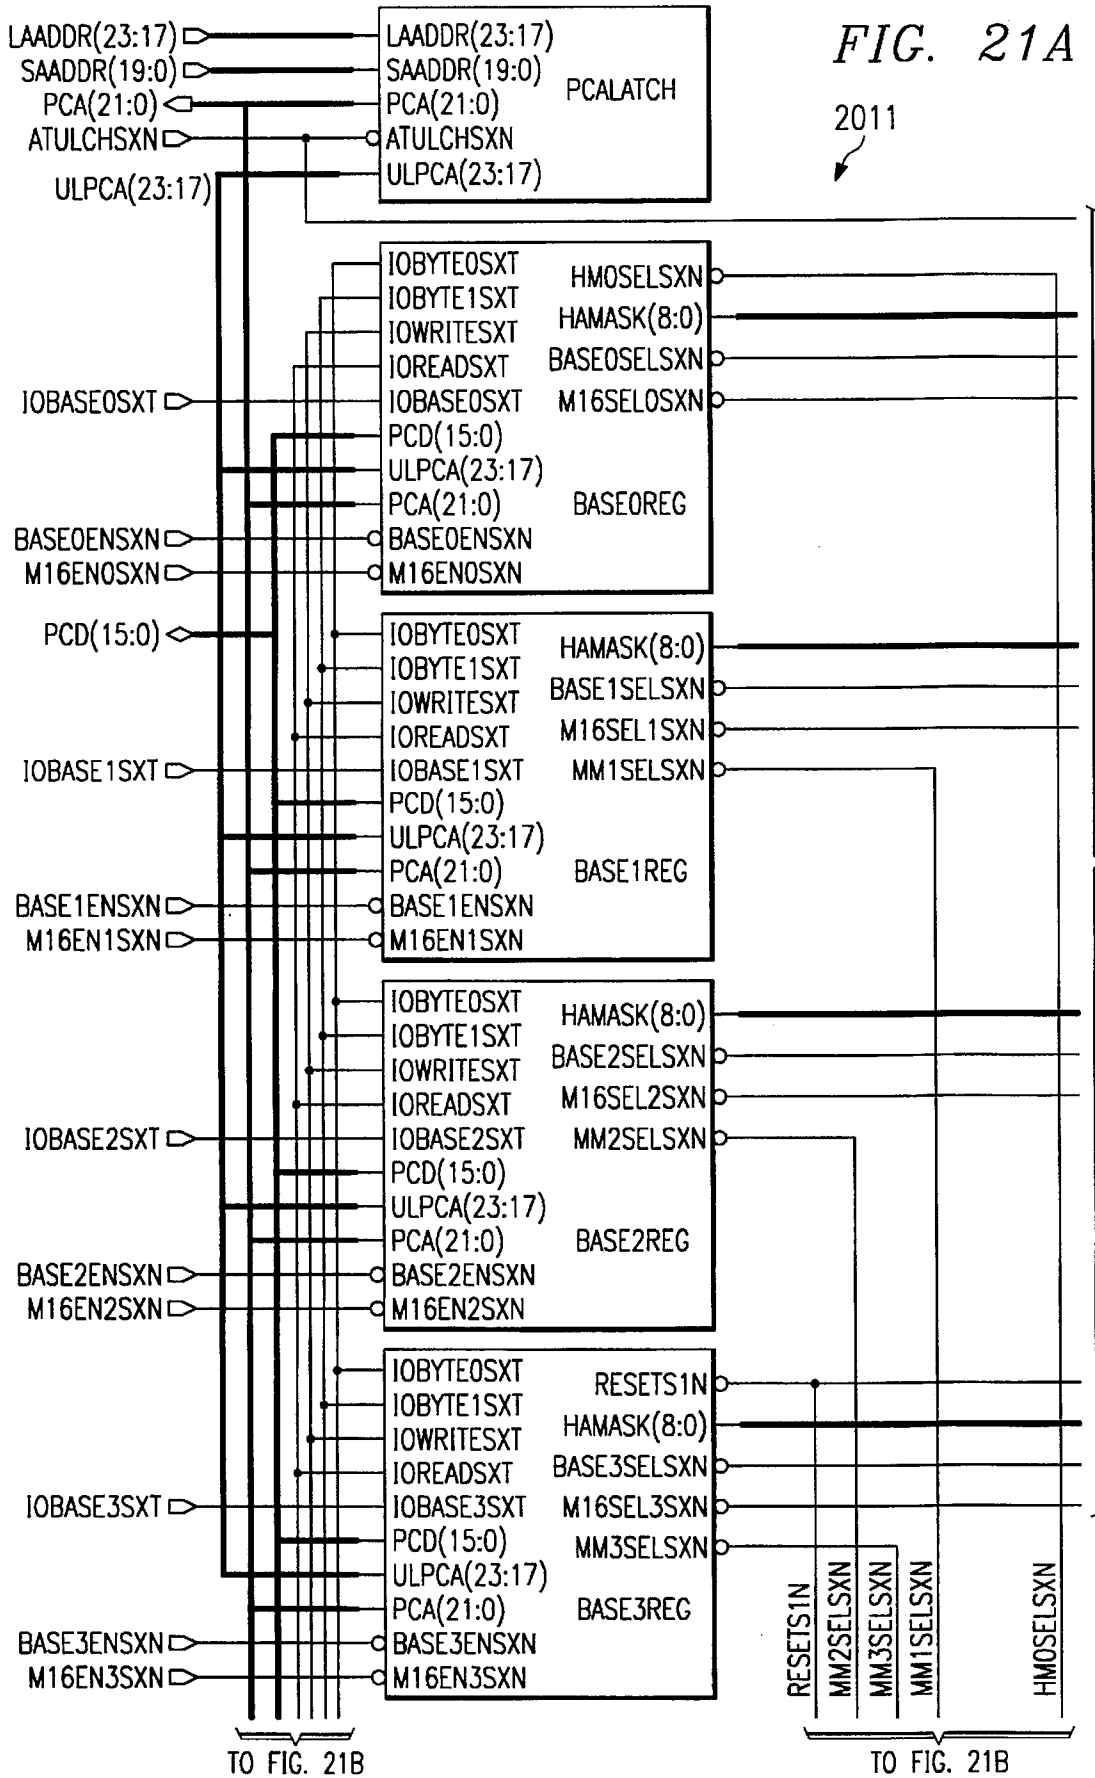 FIG. 21A
2011
LAADDR(23:17)
SAADDR(19:0)
PCA(21:0)
ATULCHSXN
ULPCA(23:17)
LAADDR(23:17)
SAADDR(19:0)
PCA(21:0)
ATULCHSXN
ULPCA(23:17)
PCALATCH
IOBASE0SXT
BASE0ENSXN
M16EN0SXN
IOBYTE0SXT
IOBYTE1SXT
IOWRITESXT
IOREADSXT
IOBASE0SXT
PCD(15:0)
ULPCA(23:17)
PCA(21:0)
BASE0ENSXN
M16EN0SXN
HM0SELSXN
HAMASK(8:0)
BASE0SELSXN
M16SEL0SXN
BASE0REG
PCD(15:0)
IOBASE1SXT
BASE1ENSXN
M16EN1SXN
IOBYTE0SXT
IOBYTE1SXT
IOWRITESXT
IOREADSXT
IOBASE1SXT
PCD(15:0)
ULPCA(23:17)
PCA(21:0)
BASE1ENSXN
M16EN1SXN
HAMASK(8:0)
BASE1SELSXN
M16SEL1SXN
MM1SELSXN
BASE1REG
IOBASE2SXT
BASE2ENSXN
M16EN2SXN
IOBYTE0SXT
IOBYTE1SXT
IOWRITESXT
IOREADSXT
IOBASE2SXT
PCD(15:0)
ULPCA(23:17)
PCA(21:0)
BASE2ENSXN
M16EN2SXN
HAMASK(8:0)
BASE2SELSXN
M16SEL2SXN
MM2SELSXN
BASE2REG
IOBASE3SXT
BASE3ENSXN
M16EN3SXN
IOBYTE0SXT
IOBYTE1SXT
IOWRITESXT
IOREADSXT
IOBASE3SXT
PCD(15:0)
ULPCA(23:17)
PCA(21:0)
BASE3ENSXN
M16EN3SXN
RESETS1N
HAMASK(8:0)
BASE3SELSXN
M16SEL3SXN
MM3SELSXN
BASE3REG
RESETS1N
MM2SELSXN
MM3SELSXN
MM1SELSXN
HM0SELSXN
TO FIG. 21B
TO FIG. 21B